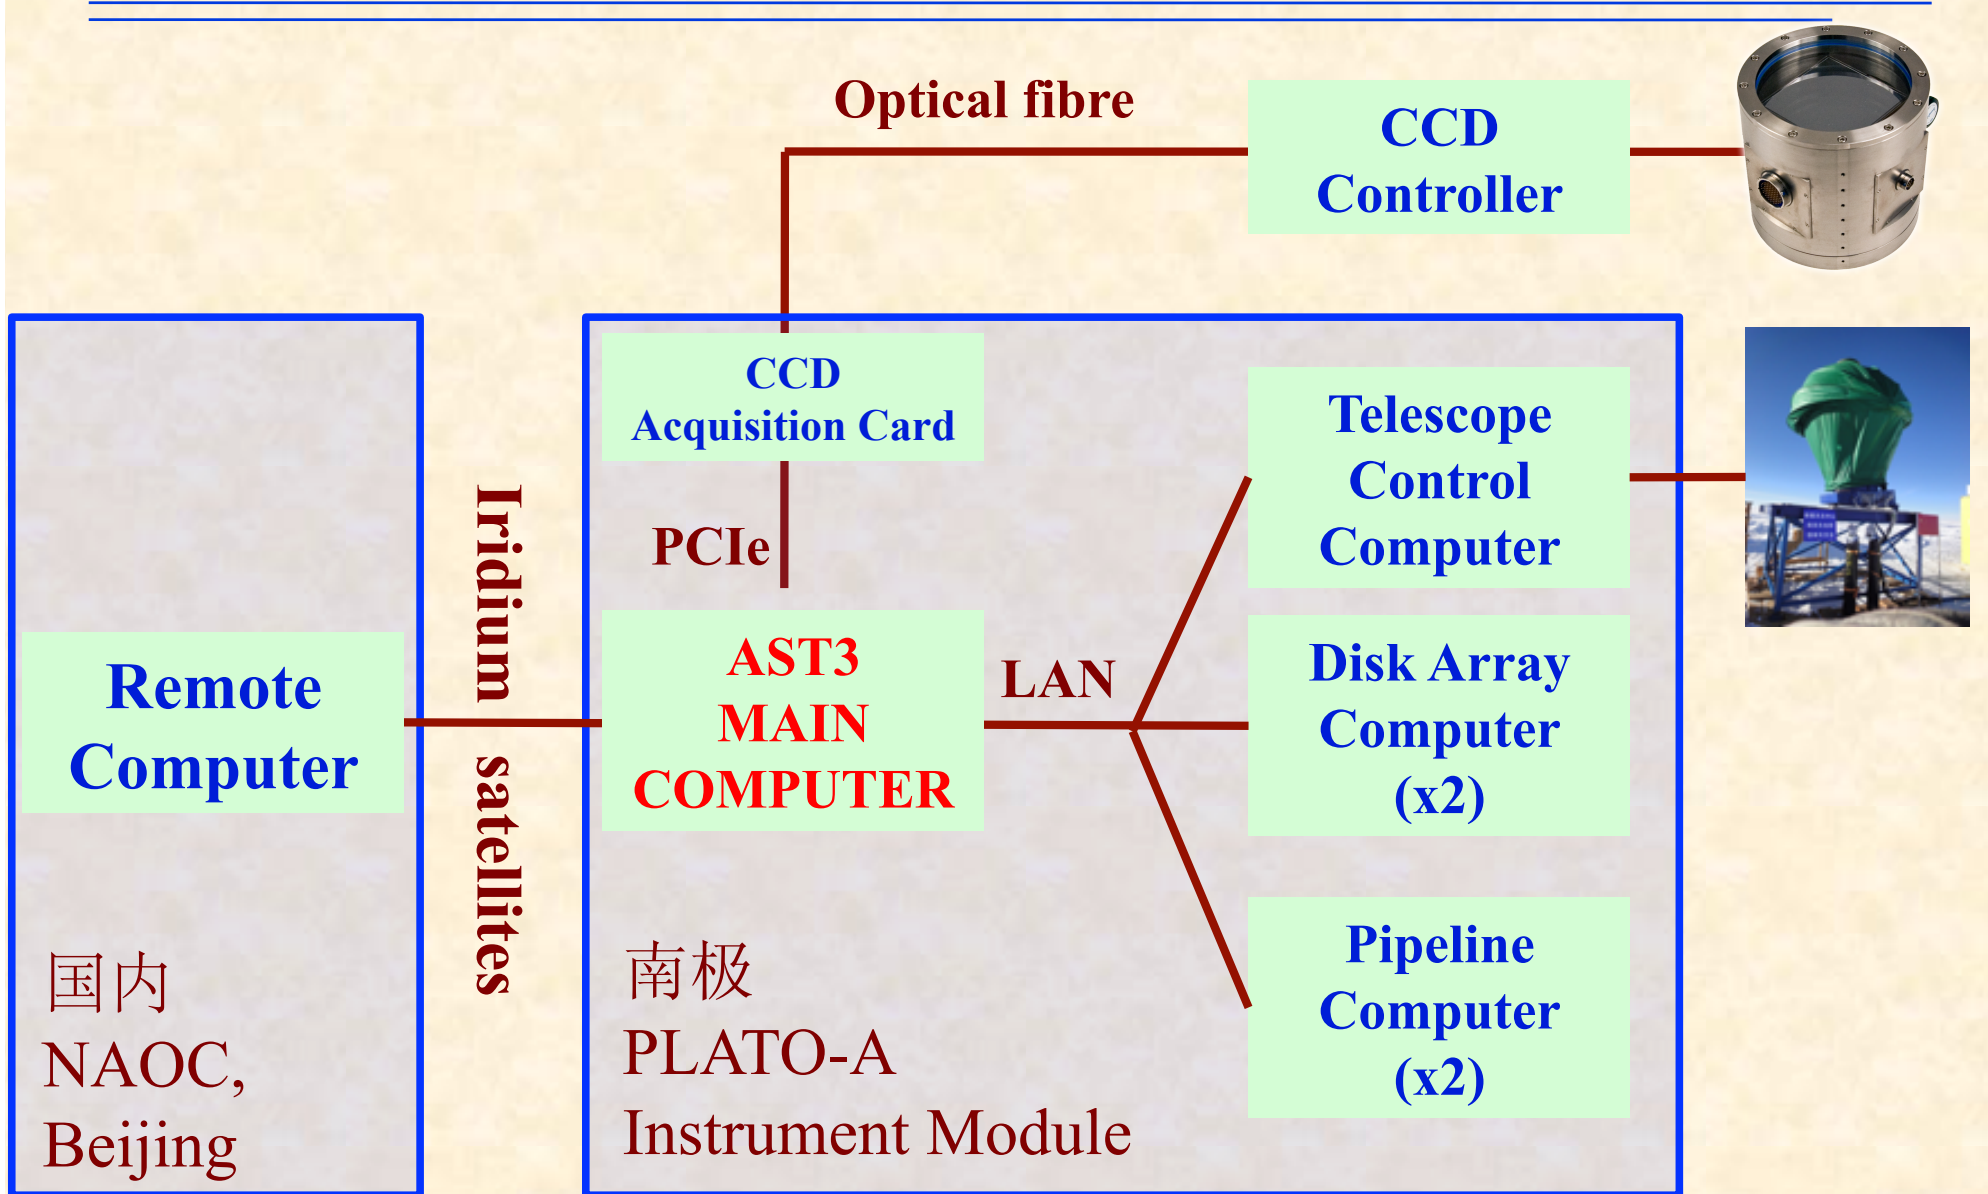 Optical fibre
CCD
Controller
CCD
Acquisition Card
PCIe
Telescope
Control
Computer
Iridium satellites
Remote
Computer
AST3
MAIN
COMPUTER
LAN
Disk Array
Computer
(x2)
Pipeline
Computer
(x2)
国内
NAOC,
Beijing
南极
PLATO-A
Instrument Module